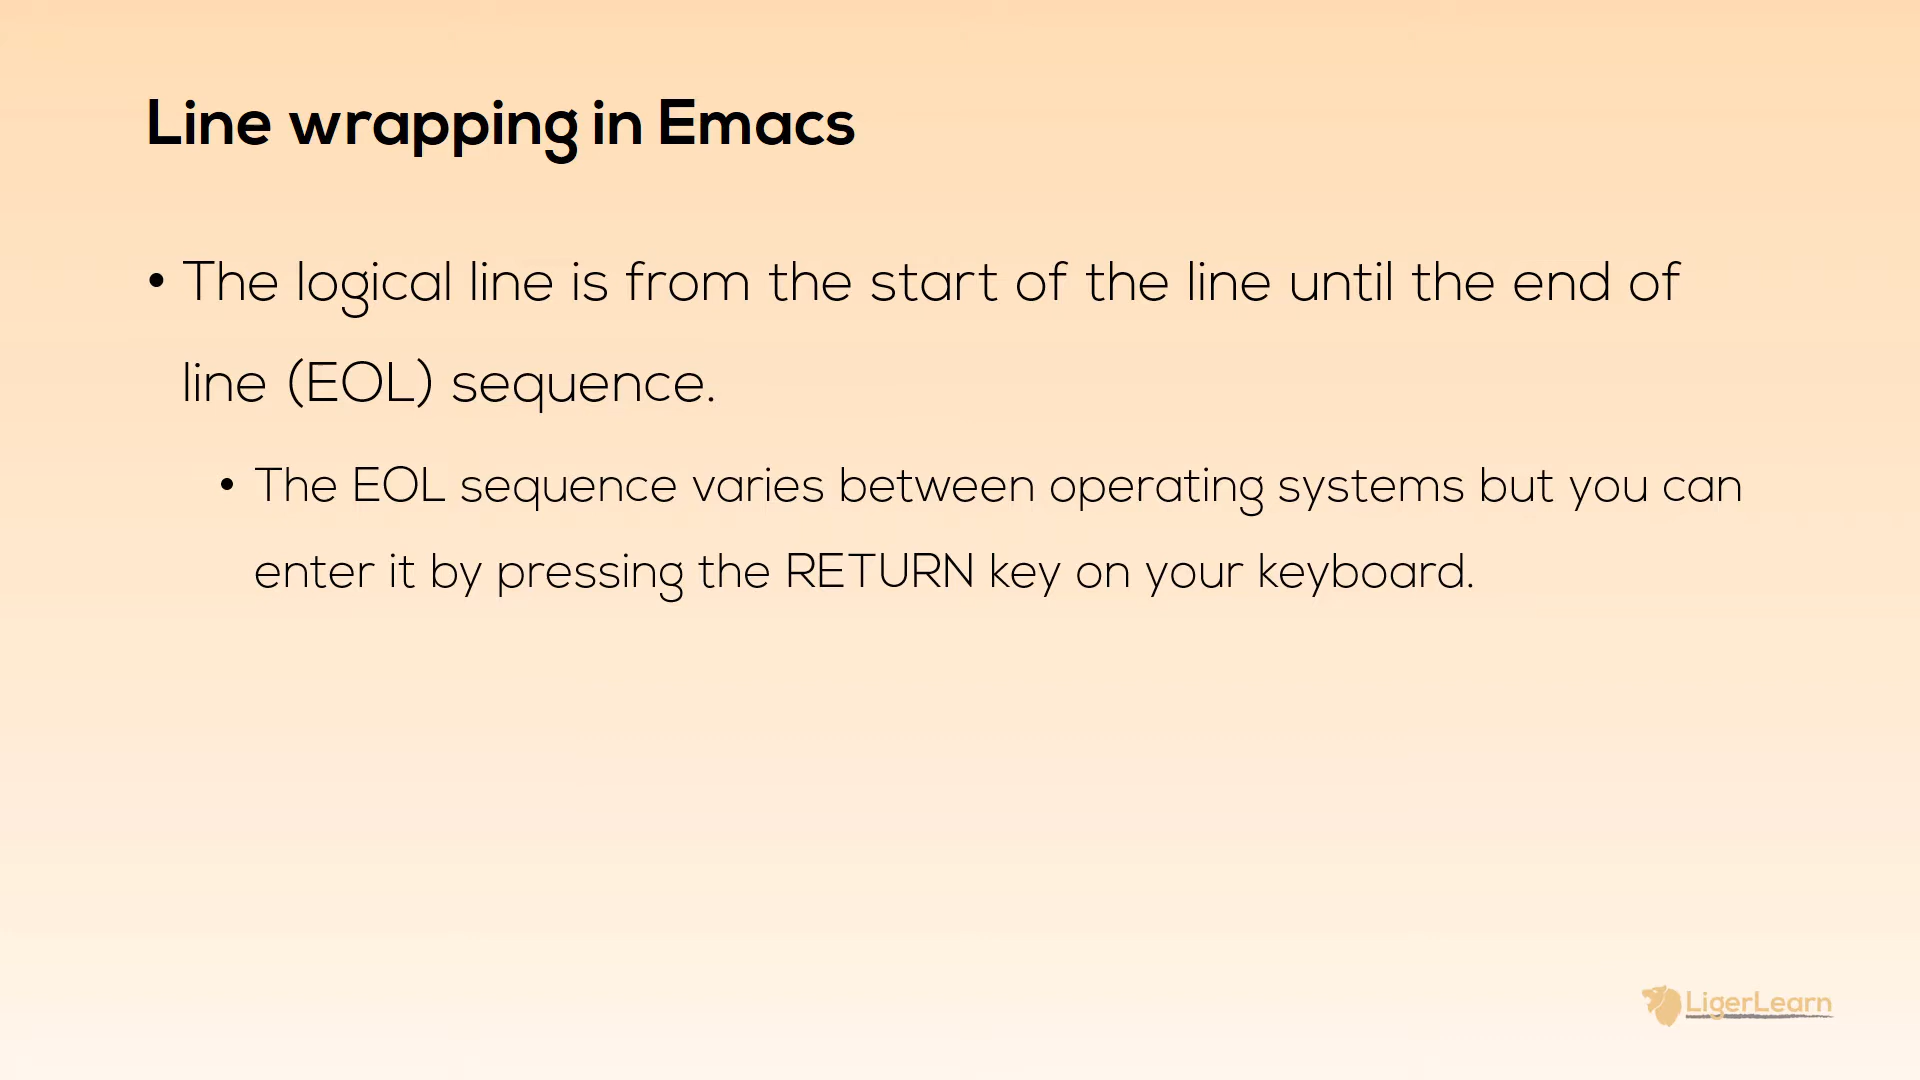 Line wrapping in Emacs
• The logical line is from the start of the line until the end of
line (EOL) sequence.
• The EOL sequence varies between operating systems but you can
enter it by pressing the RETURN key on your keyboard.
LigerLearn